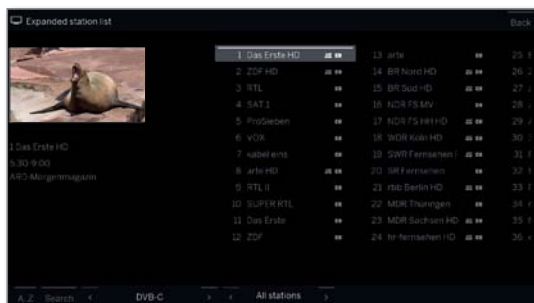 Expanded station list
Back
1 Das Erste HD
2 ZDF HD
3 RTL
4 SAT.1
5 ProSieben
6 VOX
7 kabel eins
8 arte HD
9 RTL II
10 SUPER RTL
11 Das Erste
12 ZDF
13 arte
14 BR Nord HD
15 BR Süd HD
16 NDR FS MV
17 NDR FS HH HD
18 WDR Köln HD
19 SWR Fernsehen
20 SR Fernsehen
21 rbb Berlin HD
22 MDR Thüringen
23 MDR Sachsen HD
24 hr-fernsehen HD
25
26
27
28
29
30
31
32
33
34
35
36
1 Das Erste HD
5:30-9:00
ARD-Morgenmagazin
A..Z Search < DVB-C > < All stations >